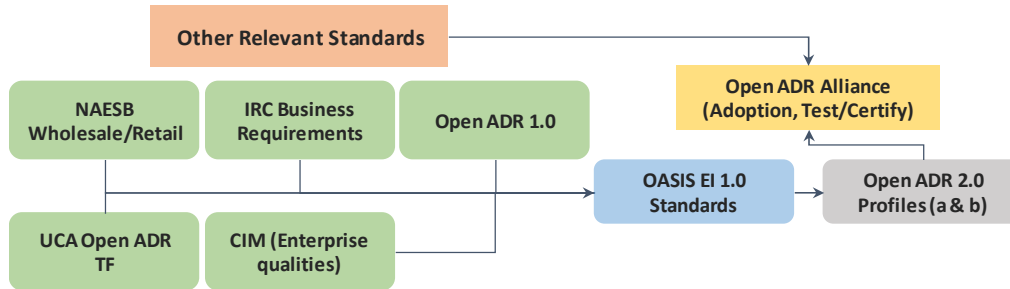 Other Relevant Standards
Open ADR Alliance
(Adoption, Test/Certify)
NAESB
Wholesale/Retail
IRC Business
Requirements
Open ADR 1.0
OASIS EI 1.0
Standards
Open ADR 2.0
Profiles (a & b)
UCA Open ADR
TF
CIM (Enterprise
qualities)